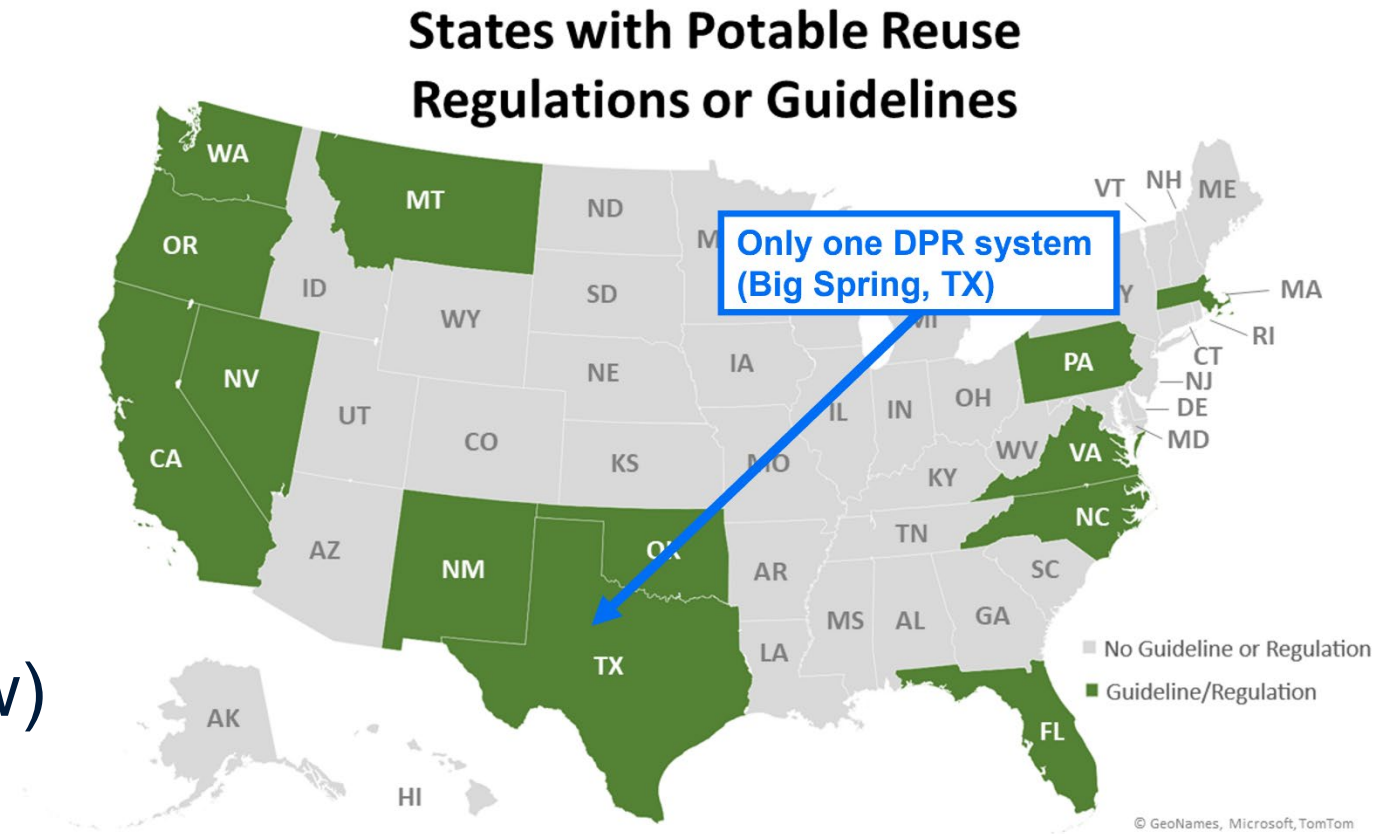 States with Potable Reuse
Regulations or Guidelines
WA
MT
ND
VT
NH
ME
OR
Only one DPR system
(Big Spring, TX)
ID
SD
MA
WY
MI
RI
NV
NE
IA
PA
CT
NJ
UT
IL
IN
OH
DE
CO
MD
CA
KS
MO
WV
VA
KY
NC
AZ
NM
OK
TN
AR
SC
MS
AL
GA
TX
LA
No Guideline or Regulation
Guideline/Regulation
w)
AK
FL
HI
© GeoNames, Microsoft, TomTom